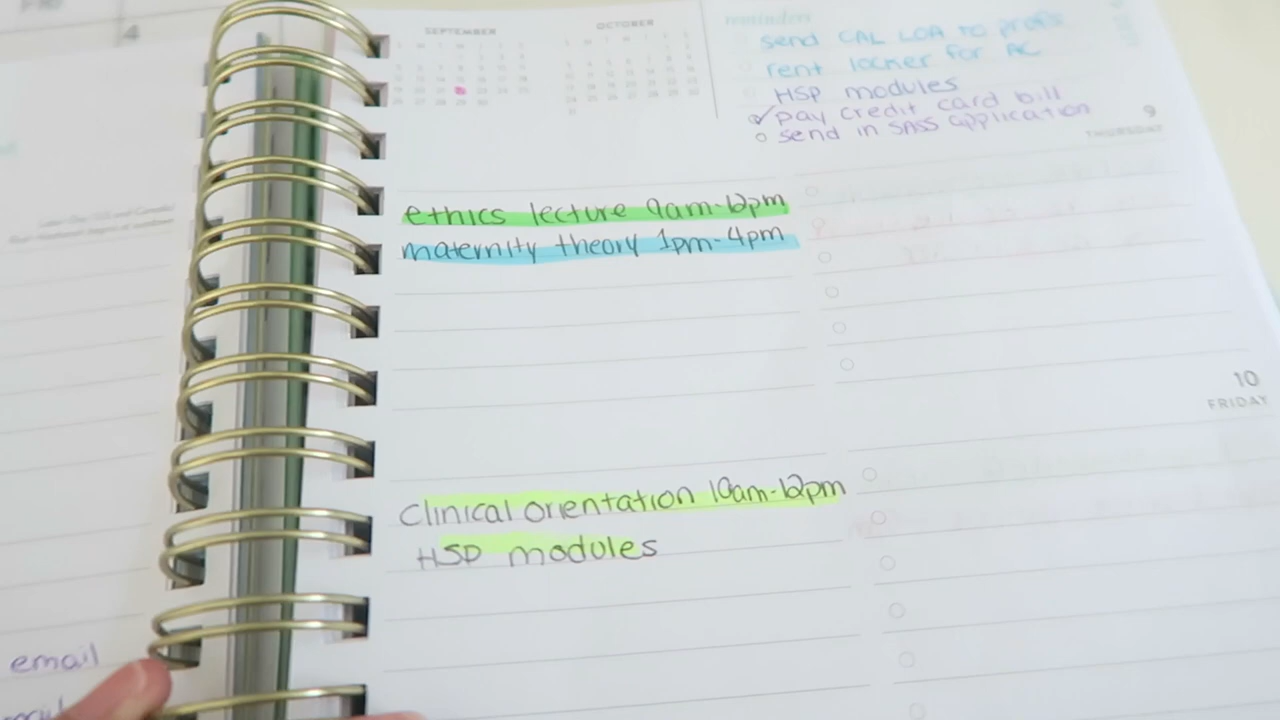 4
SEPTEMBER
OCTOBER
reminders
send CAL LOA to profs
rent locker for AC
HSP modules
pay credit card bill
send in SASS application
9
THURSDAY
ethics lecture 9am-12pm
maternity theory 1pm-4pm
10
FRIDAY
Clinical orientation 10am-12pm
HSP modules
email